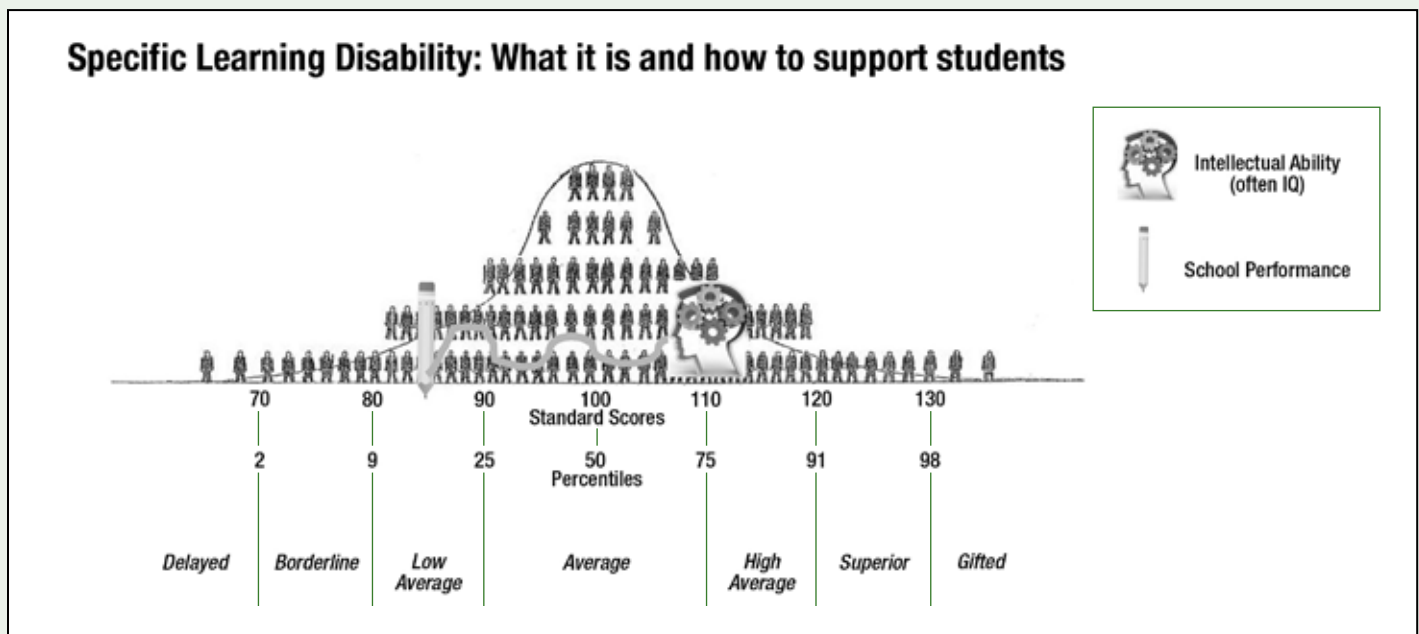 Specific Learning Disability: What it is and how to support students
Intellectual Ability
(often IQ)
School Performance
70 80 90 100 110 120 130
Standard Scores
2 9 25 50 75 91 98
Percentiles
Delayed Borderline Low Average Average High Average Superior Gifted